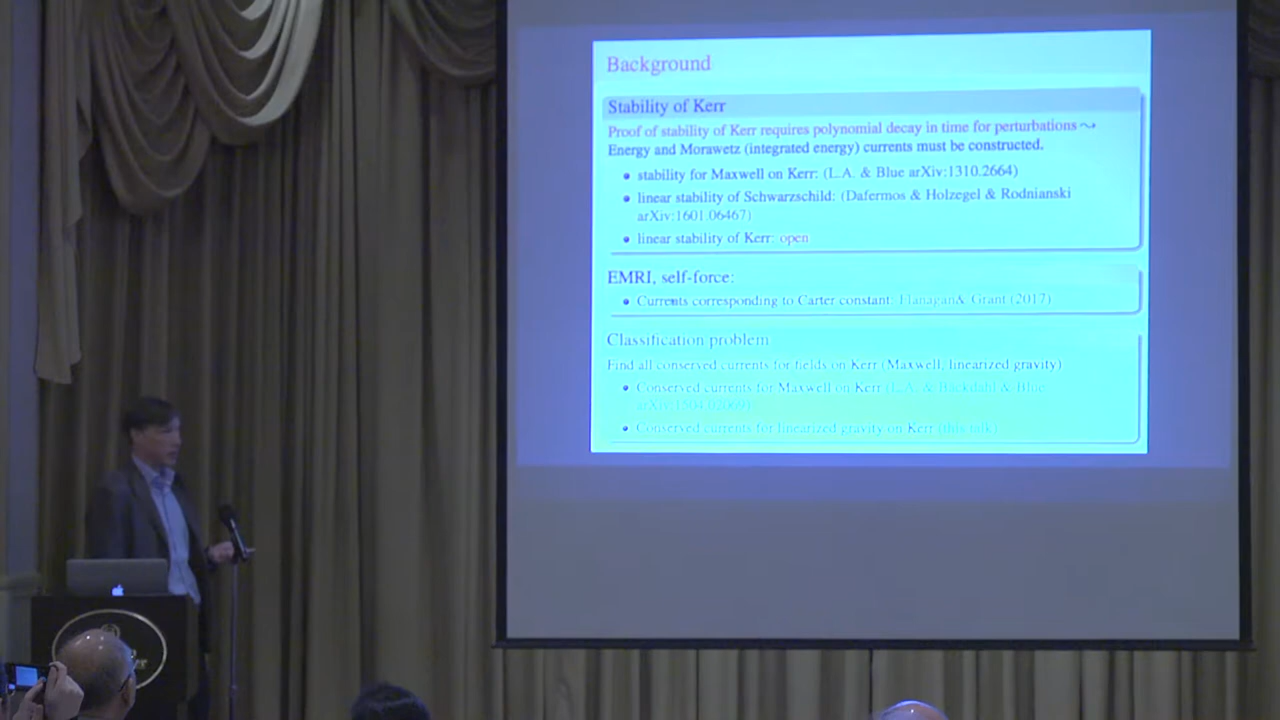 Background
Stability of Kerr
Proof of stability of Kerr requires polynomial decay in time for perturbations ⤳
Energy and Morawetz (integrated energy) currents must be constructed.
• stability for Maxwell on Kerr: (L.A. & Blue arXiv:1310.2664)
• linear stability of Schwarzschild: (Dafermos & Holzegel & Rodnianski
arXiv:1601.06467)
• linear stability of Kerr: open
EMRI, self-force:
• Currents corresponding to Carter constant: Flanagan& Grant (2017)
Classification problem
Find all conserved currents for fields on Kerr (Maxwell, linearized gravity)
• Conserved currents for Maxwell on Kerr (L.A. & Bäckdahl & Blue
• Conserved currents for linearized gravity on Kerr (this talk)